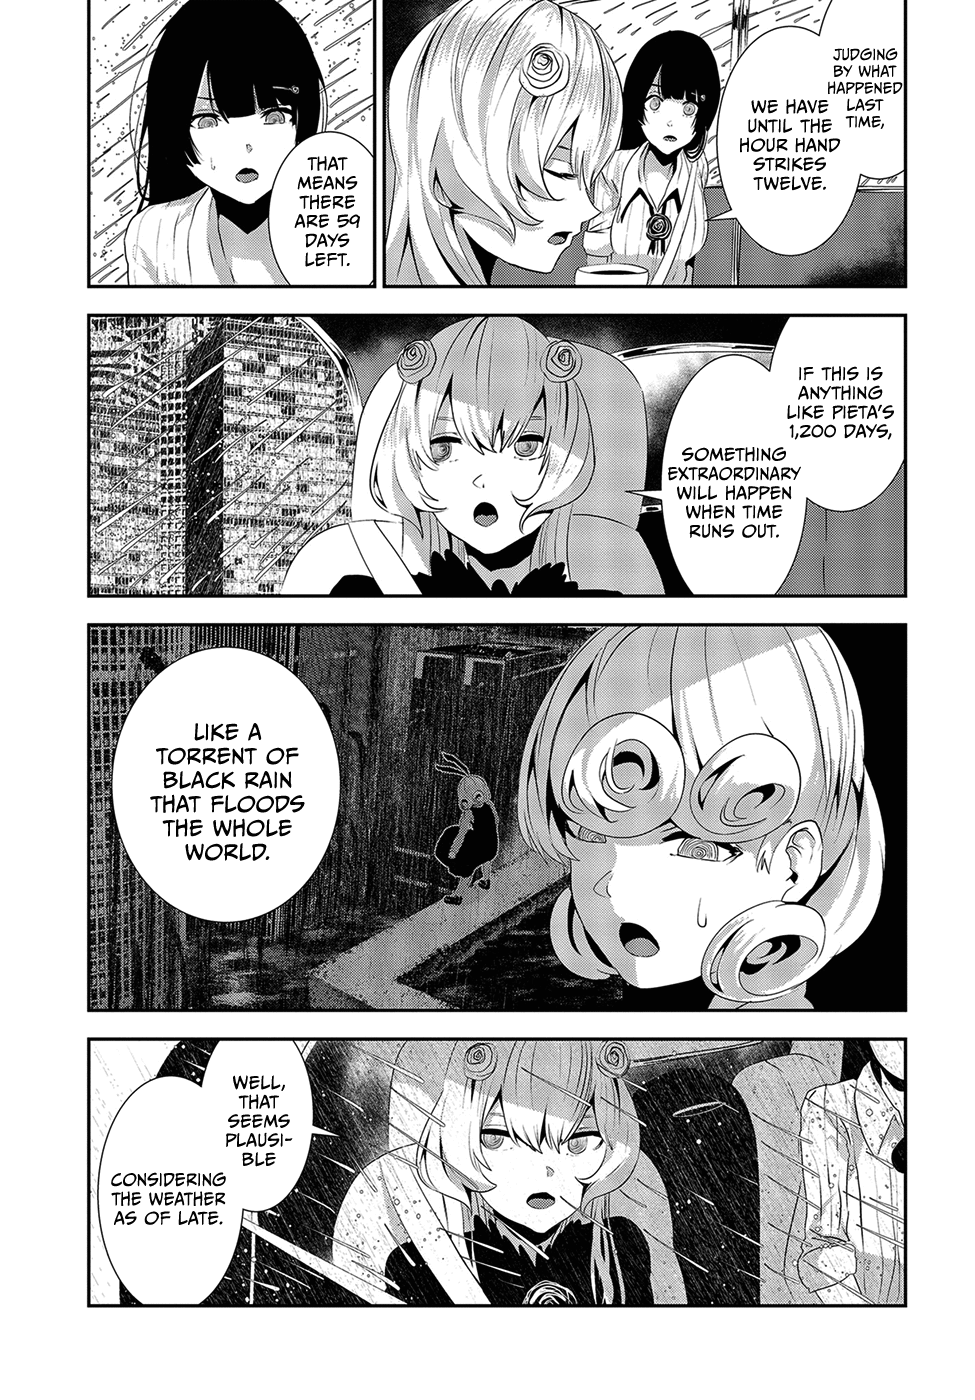 JUDGING
BY WHAT
HAPPENED
LAST
TIME,
WE HAVE
UNTIL THE
HOUR HAND
STRIKES
TWELVE.
THAT
MEANS
THERE
ARE 59
DAYS
LEFT.
IF THIS IS
ANYTHING
LIKE PIETA'S
1,200 DAYS,
SOMETHING
EXTRAORDINARY
WILL HAPPEN
WHEN TIME
RUNS OUT.
LIKE A
TORRENT OF
BLACK RAIN
THAT FLOODS
THE WHOLE
WORLD.
WELL,
THAT
SEEMS
PLAUSI-
BLE
CONSIDERING
THE WEATHER
AS OF LATE.